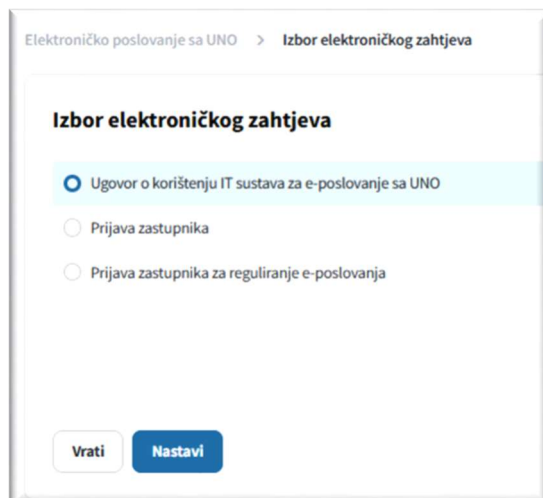 Elektroničko poslovanje sa UNO > Izbor elektroničkog zahtjeva
Izbor elektroničkog zahtjeva
Ugovor o korištenju IT sustava za e-poslovanje sa UNO
Prijava zastupnika
Prijava zastupnika za reguliranje e-poslovanja
Vrati Nastavi